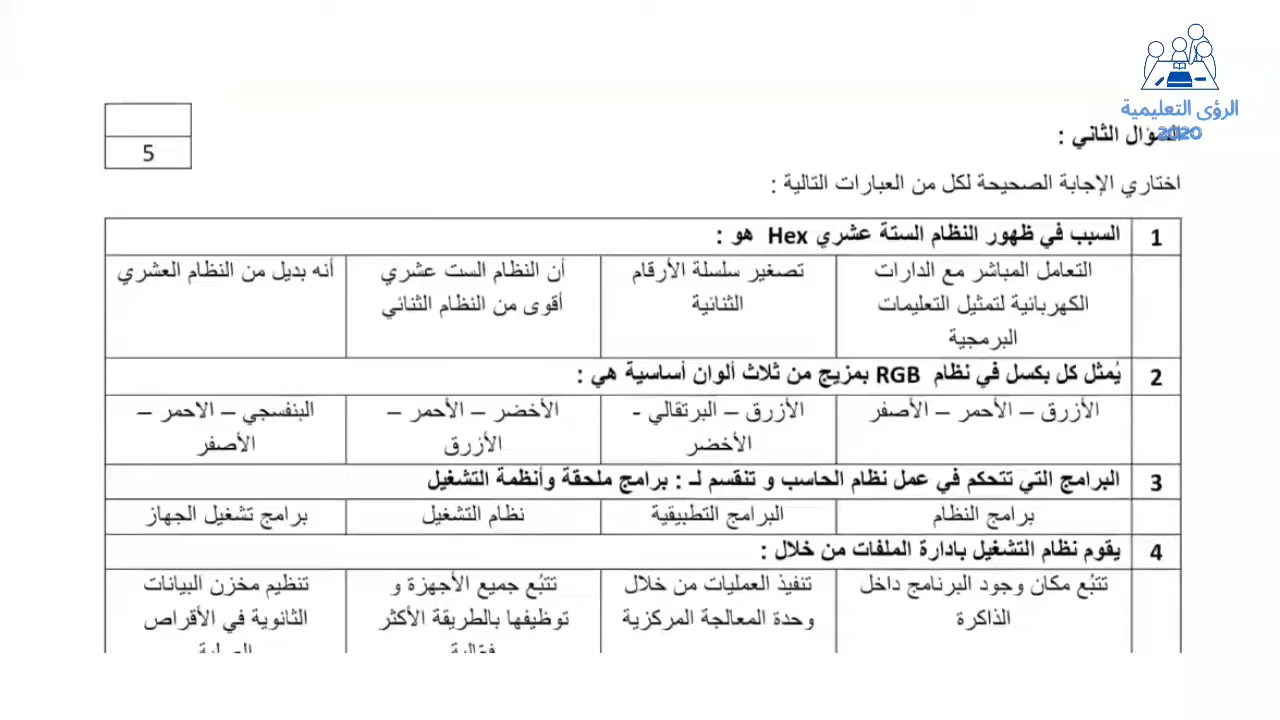 الرؤى التعليمية
2020
السؤال الثاني :
5
اختاري الإجابة الصحيحة لكل من العبارات التالية :
1 السبب في ظهور النظام الستة عشري Hex هو :
التعامل المباشر مع الدارات الكهربائية لتمثيل التعليمات البرمجية
تصغير سلسلة الأرقام الثنائية
أن النظام الست عشري أقوى من النظام الثنائي
أنه بديل من النظام العشري
2 يُمثل كل بكسل في نظام RGB بمزيج من ثلاث ألوان أساسية هي :
الأزرق – الأحمر – الأصفر
الأزرق – البرتقالي - الأخضر
الأخضر – الأحمر – الأزرق
البنفسجي – الاحمر – الأصفر
3 البرامج التي تتحكم في عمل نظام الحاسب و تنقسم لـ : برامج ملحقة وأنظمة التشغيل
برامج النظام
البرامج التطبيقية
نظام التشغيل
برامج تشغيل الجهاز
4 يقوم نظام التشغيل بادارة الملفات من خلال :
تتبُع مكان وجود البرنامج داخل الذاكرة
تنفيذ العمليات من خلال وحدة المعالجة المركزية
تتبُع جميع الأجهزة و توظيفها بالطريقة الأكثر
تنظيم مخزن البيانات الثانوية في الأقراص